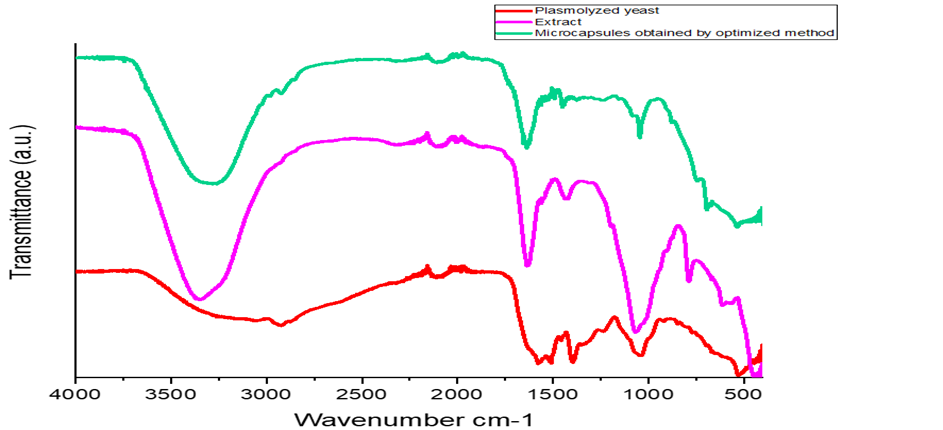 Plasmolyzed yeast
Extract
Microcapsules obtained by optimized method
Transmittance (a.u.)
4000 3500 3000 2500 2000 1500 1000 500
Wavenumber cm-1